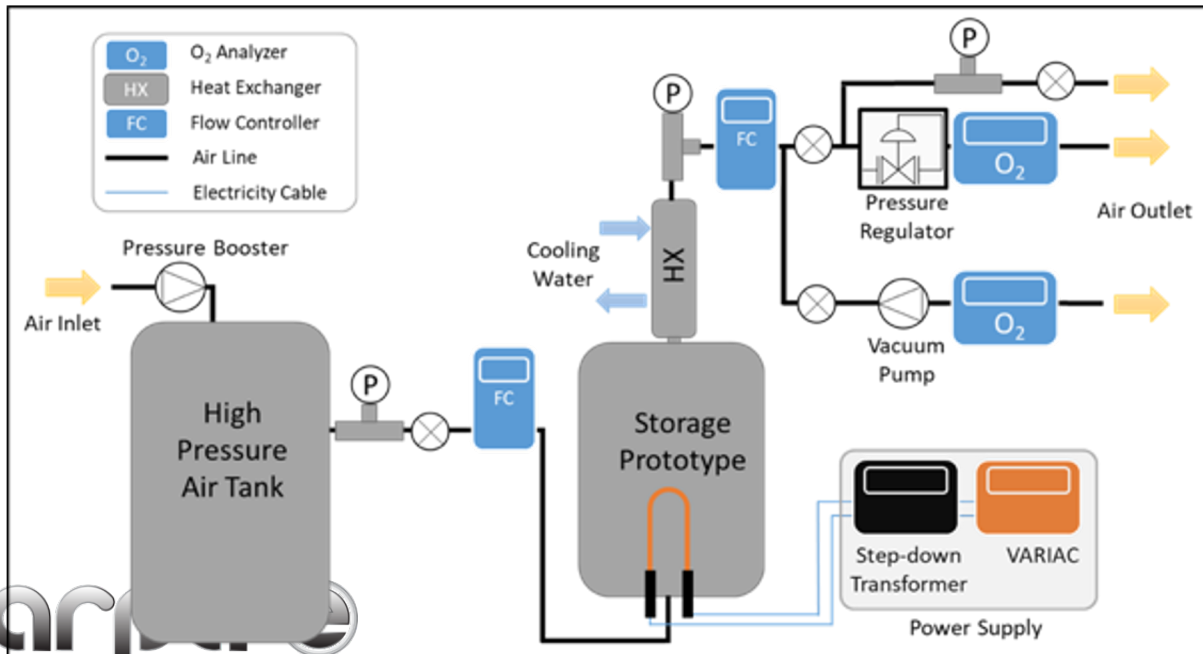 O₂ O₂ Analyzer
HX Heat Exchanger
FC Flow Controller
Air Line
Electricity Cable
Pressure Booster
Air Inlet
High
Pressure
Air Tank
P
FC
Cooling
Water
HX
P
FC
Storage
Prototype
P
Pressure
Regulator
O₂
Air Outlet
Vacuum
Pump
O₂
Step-down
Transformer
VARIAC
Power Supply